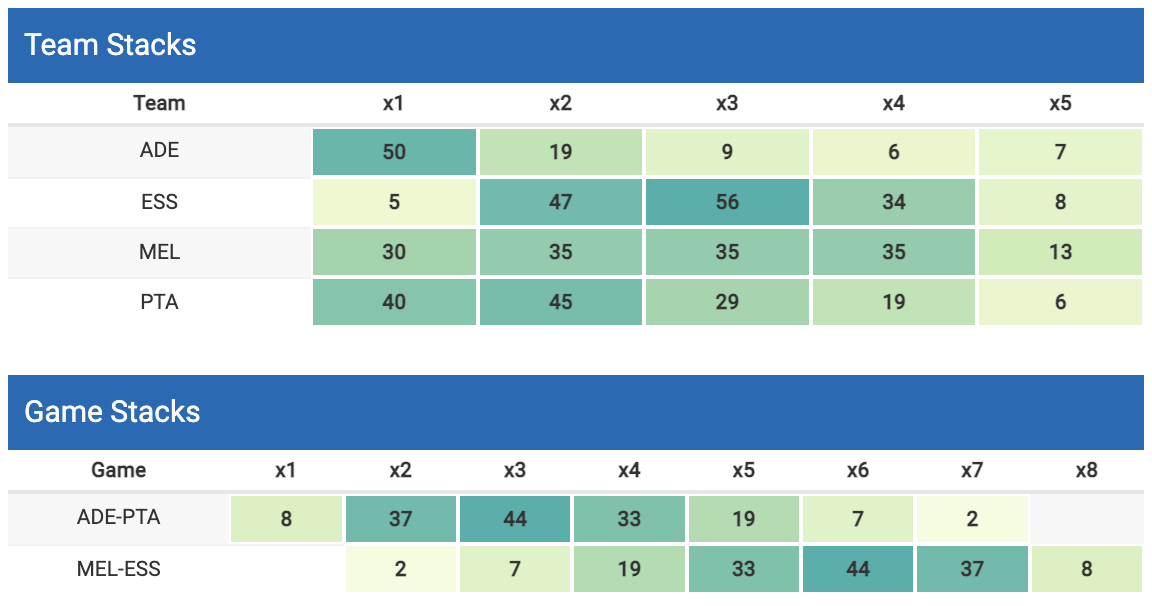 Team Stacks
Team x1 x2 x3 x4 x5
ADE 50 19 9 6 7
ESS 5 47 56 34 8
MEL 30 35 35 35 13
PTA 40 45 29 19 6
Game Stacks
Game x1 x2 x3 x4 x5 x6 x7 x8
ADE-PTA 8 37 44 33 19 7 2
MEL-ESS 2 7 19 33 44 37 8